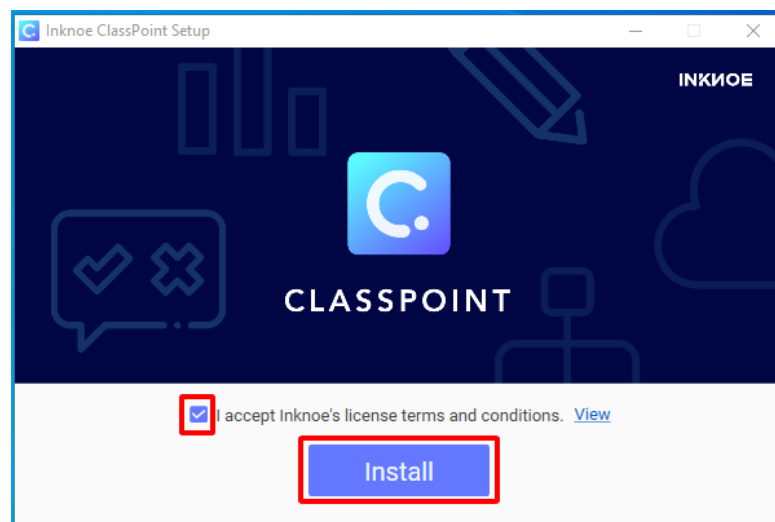 Inknoe ClassPoint Setup
INKNOE
C.
CLASSPOINT
I accept Inknoe's license terms and conditions. View
Install